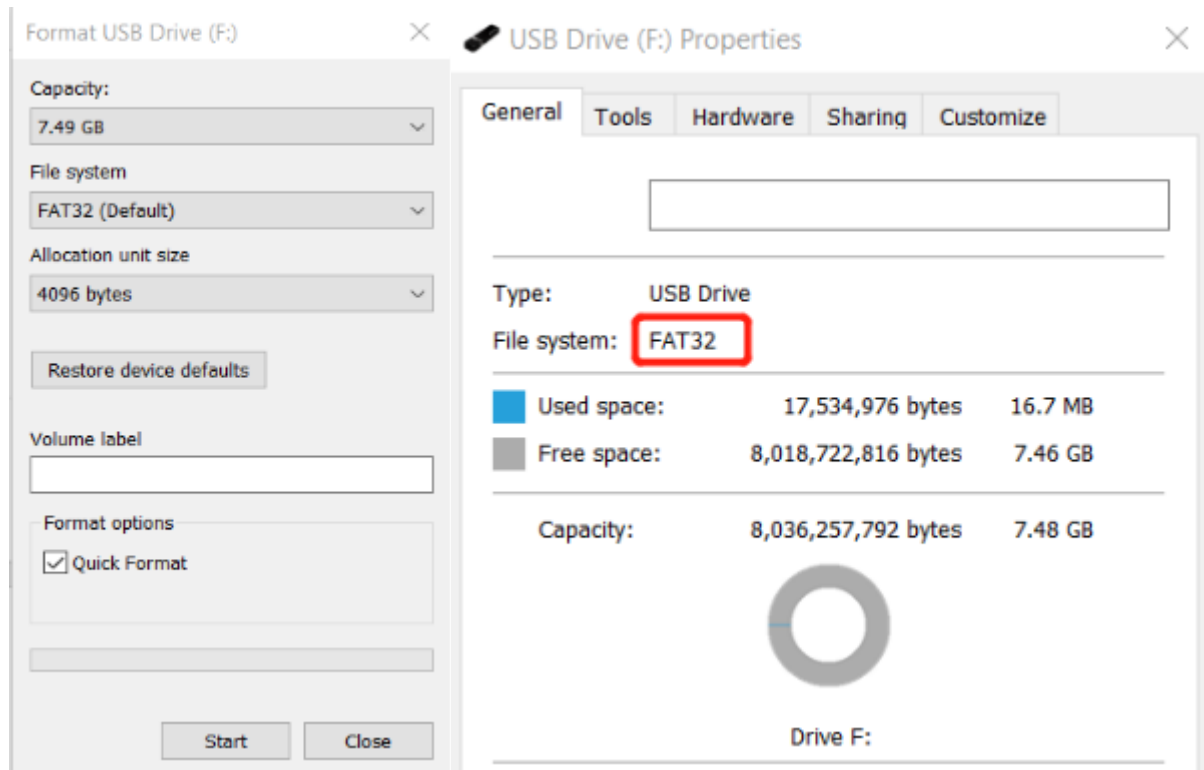 Format USB Drive (F:)
Capacity:
7.49 GB
File system
FAT32 (Default)
Allocation unit size
4096 bytes
Restore device defaults
Volume label
Format options
Quick Format
Start Close
USB Drive (F:) Properties
General Tools Hardware Sharing Customize
Type: USB Drive
File system: FAT32
Used space: 17,534,976 bytes 16.7 MB
Free space: 8,018,722,816 bytes 7.46 GB
Capacity: 8,036,257,792 bytes 7.48 GB
Drive F: